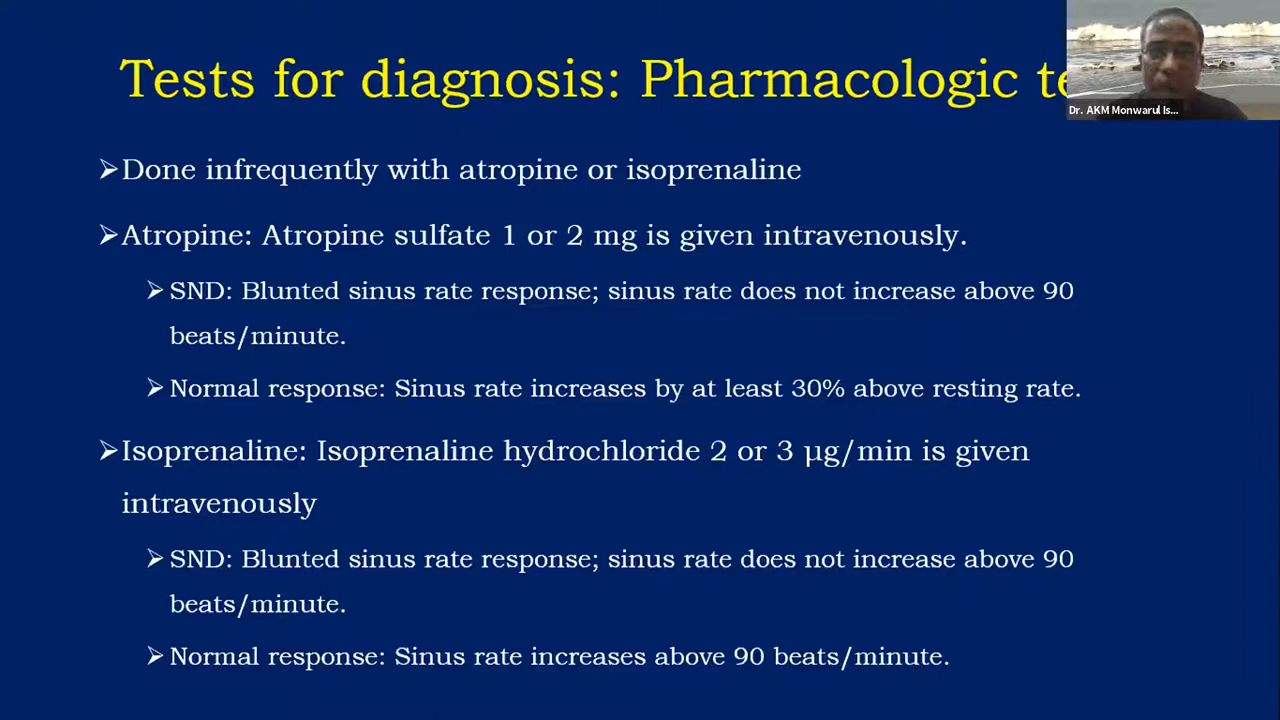 Tests for diagnosis: Pharmacologic te
Dr. AKM Monwarul Is...
➢Done infrequently with atropine or isoprenaline
➢Atropine: Atropine sulfate 1 or 2 mg is given intravenously.
➢SND: Blunted sinus rate response; sinus rate does not increase above 90
beats/minute.
➢Normal response: Sinus rate increases by at least 30% above resting rate.
➢Isoprenaline: Isoprenaline hydrochloride 2 or 3 μg/min is given
intravenously
➢SND: Blunted sinus rate response; sinus rate does not increase above 90
beats/minute.
➢Normal response: Sinus rate increases above 90 beats/minute.